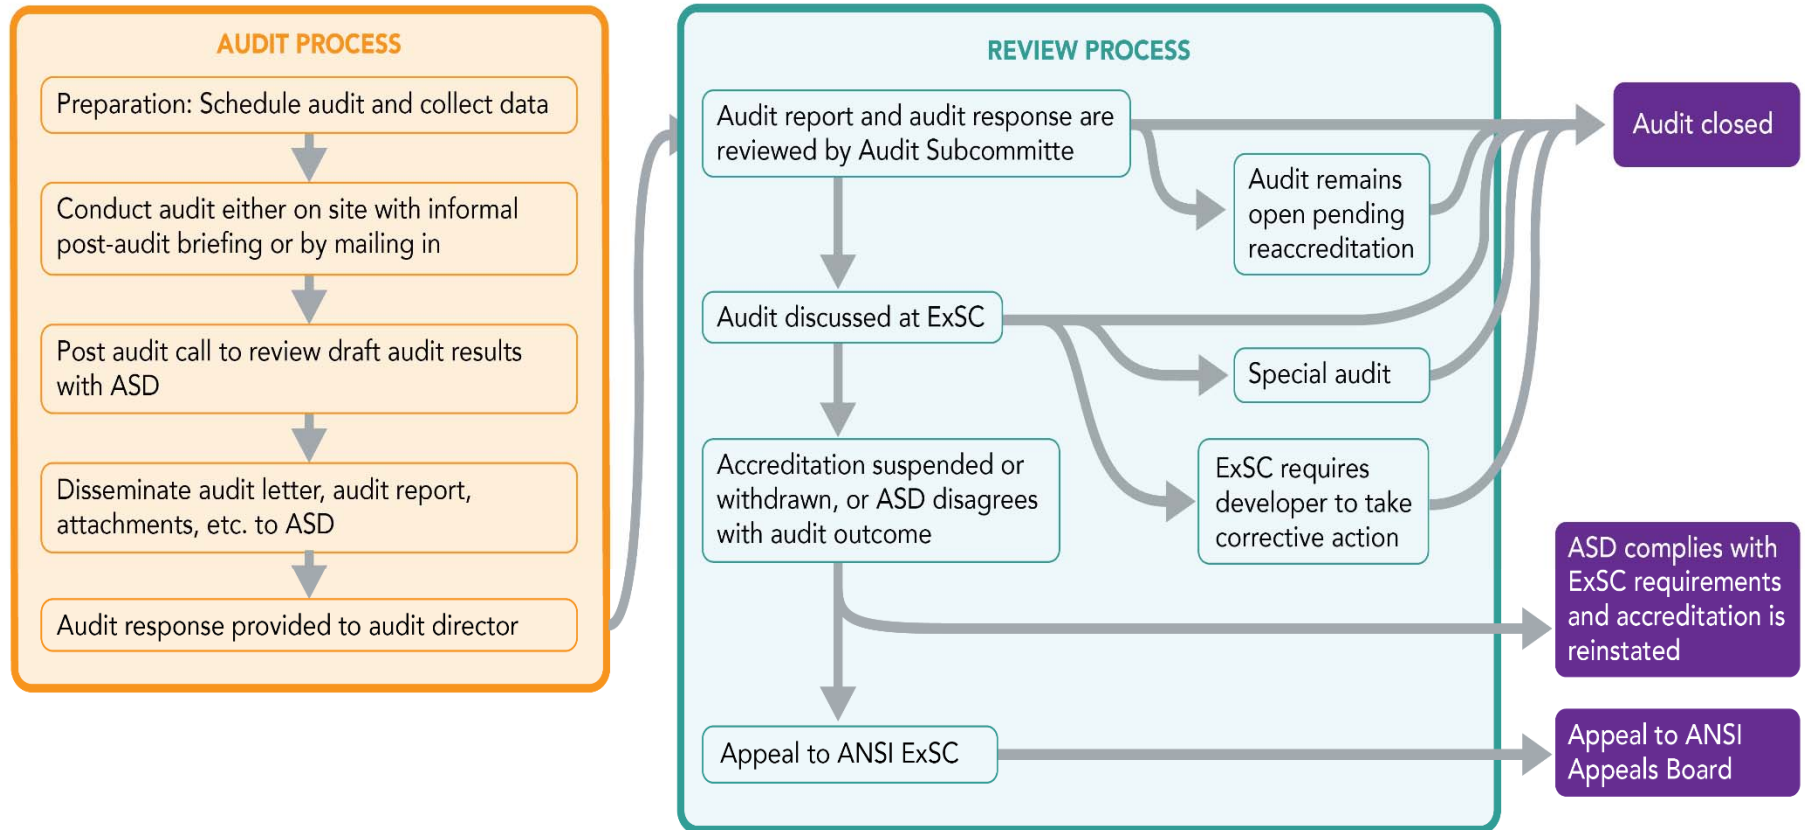 AUDIT PROCESS
Preparation: Schedule audit and collect data
Conduct audit either on site with informal
post-audit briefing or by mailing in
Post audit call to review draft audit results
with ASD
Disseminate audit letter, audit report,
attachments, etc. to ASD
Audit response provided to audit director
REVIEW PROCESS
Audit report and audit response are
reviewed by Audit Subcommitte
Audit remains
open pending
reaccreditation
Audit discussed at ExSC
Special audit
Accreditation suspended or
withdrawn, or ASD disagrees
with audit outcome
ExSC requires
developer to take
corrective action
Appeal to ANSI ExSC
Audit closed
ASD complies with
ExSC requirements
and accreditation is
reinstated
Appeal to ANSI
Appeals Board